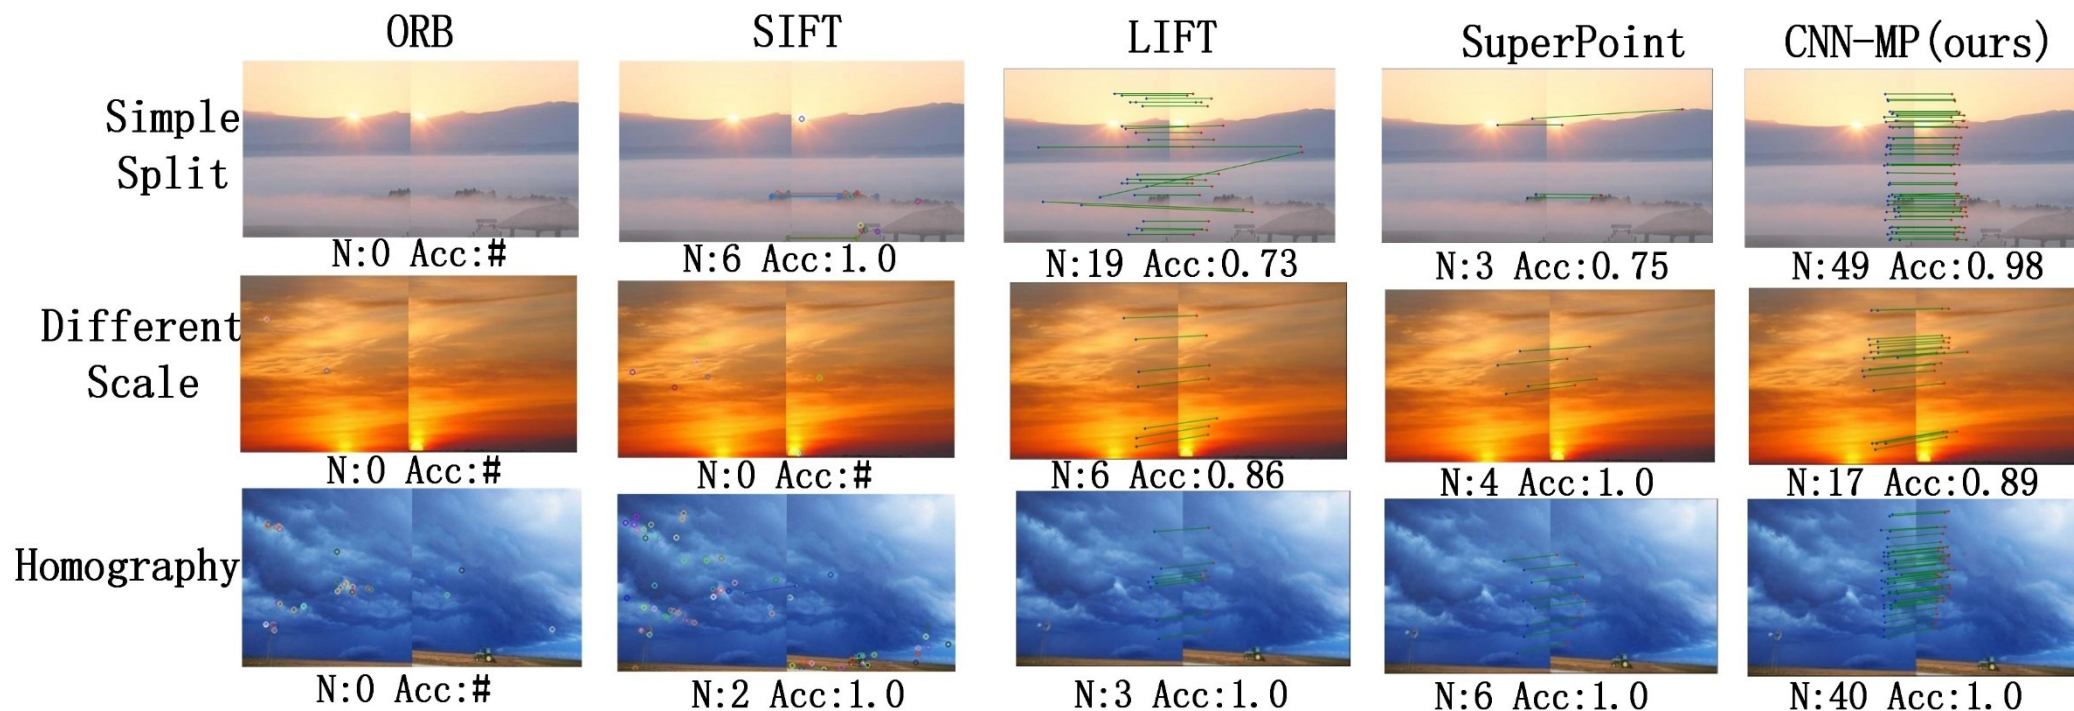 ORB SIFT LIFT SuperPoint CNN-MP(ours)
Simple
Split
N:0 Acc:# N:6 Acc:1.0 N:19 Acc:0.73 N:3 Acc:0.75 N:49 Acc:0.98
Different
Scale
N:0 Acc:# N:0 Acc:# N:6 Acc:0.86 N:4 Acc:1.0 N:17 Acc:0.89
Homography
N:0 Acc:# N:2 Acc:1.0 N:3 Acc:1.0 N:6 Acc:1.0 N:40 Acc:1.0